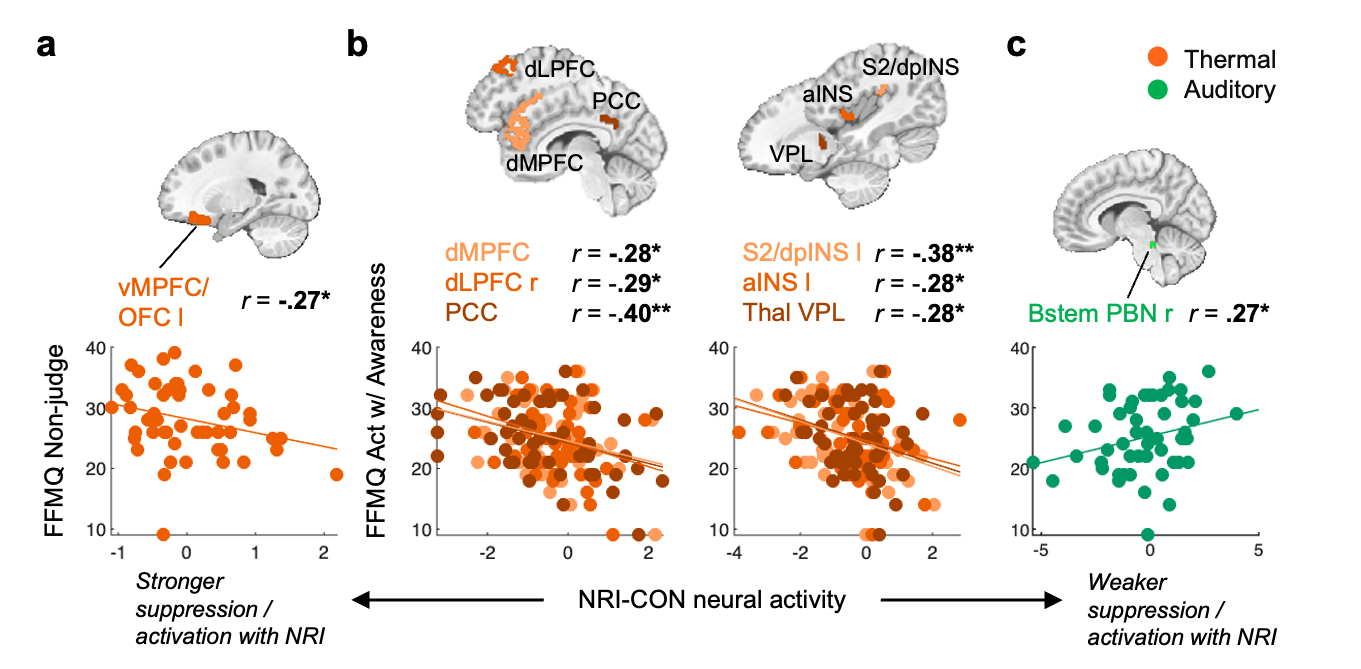 a
b
c
Thermal
Auditory
dLPFC
PCC
dMPFC
S2/dpINS
aINS
VPL
vMPFC/
OFC l
r = -.27*
dMPFC r = -.28*
dLPFC r r = -.29*
PCC r = -.40**
S2/dpINS l r = -.38**
aINS l r = -.28*
Thal VPL r = -.28*
Bstem PBN r r = .27*
FFMQ Non-judge
40
30
20
10
-1 0 1 2
FFMQ Act w/ Awareness
40
30
20
10
-2 0 2
40
30
20
10
-4 -2 0 2
40
30
20
10
-5 0 5
Stronger
suppression /
activation with NRI
NRI-CON neural activity
Weaker
suppression /
activation with NRI